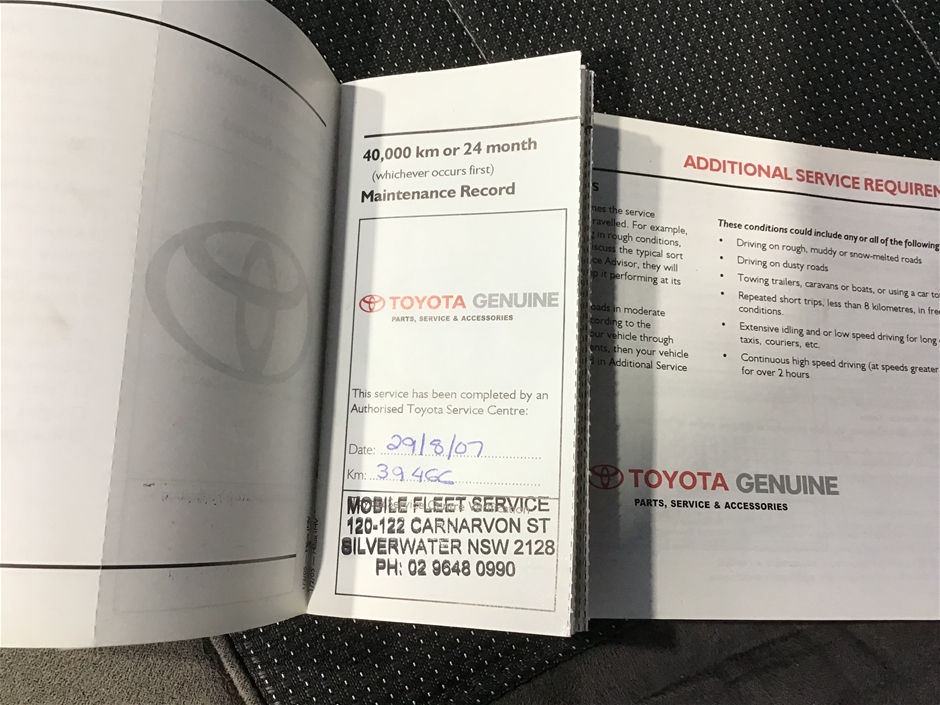 40,000 km or 24 month
(whichever occurs first)
Maintenance Record
TOYOTA GENUINE
PARTS, SERVICE & ACCESSORIES
This service has been completed by an
Authorised Toyota Service Centre:
Date: 29/8/07
Km: 39466
MOBILE FLEET SERVICE
120-122 CARNARVON ST
SILVERWATER NSW 2128
PH: 02 9648 0990
ADDITIONAL SERVICE REQUIREN
the service
ravelled. For example,
in rough conditions,
discuss the typical sort
Advisor, they will
it performing at its
roads in moderate
according to the
our vehicle through
then your vehicle
in Additional Service
These conditions could include any or all of the following
• Driving on rough, muddy or snow-melted roads
• Driving on dusty roads
• Towing trailers, caravans or boats, or using a car to
• Repeated short trips, less than 8 kilometres, in fre
conditions.
• Extensive idling and or low speed driving for long
taxis, couriers, etc.
• Continuous high speed driving (at speeds greater
for over 2 hours
TOYOTA GENUINE
PARTS, SERVICE & ACCESSORIES